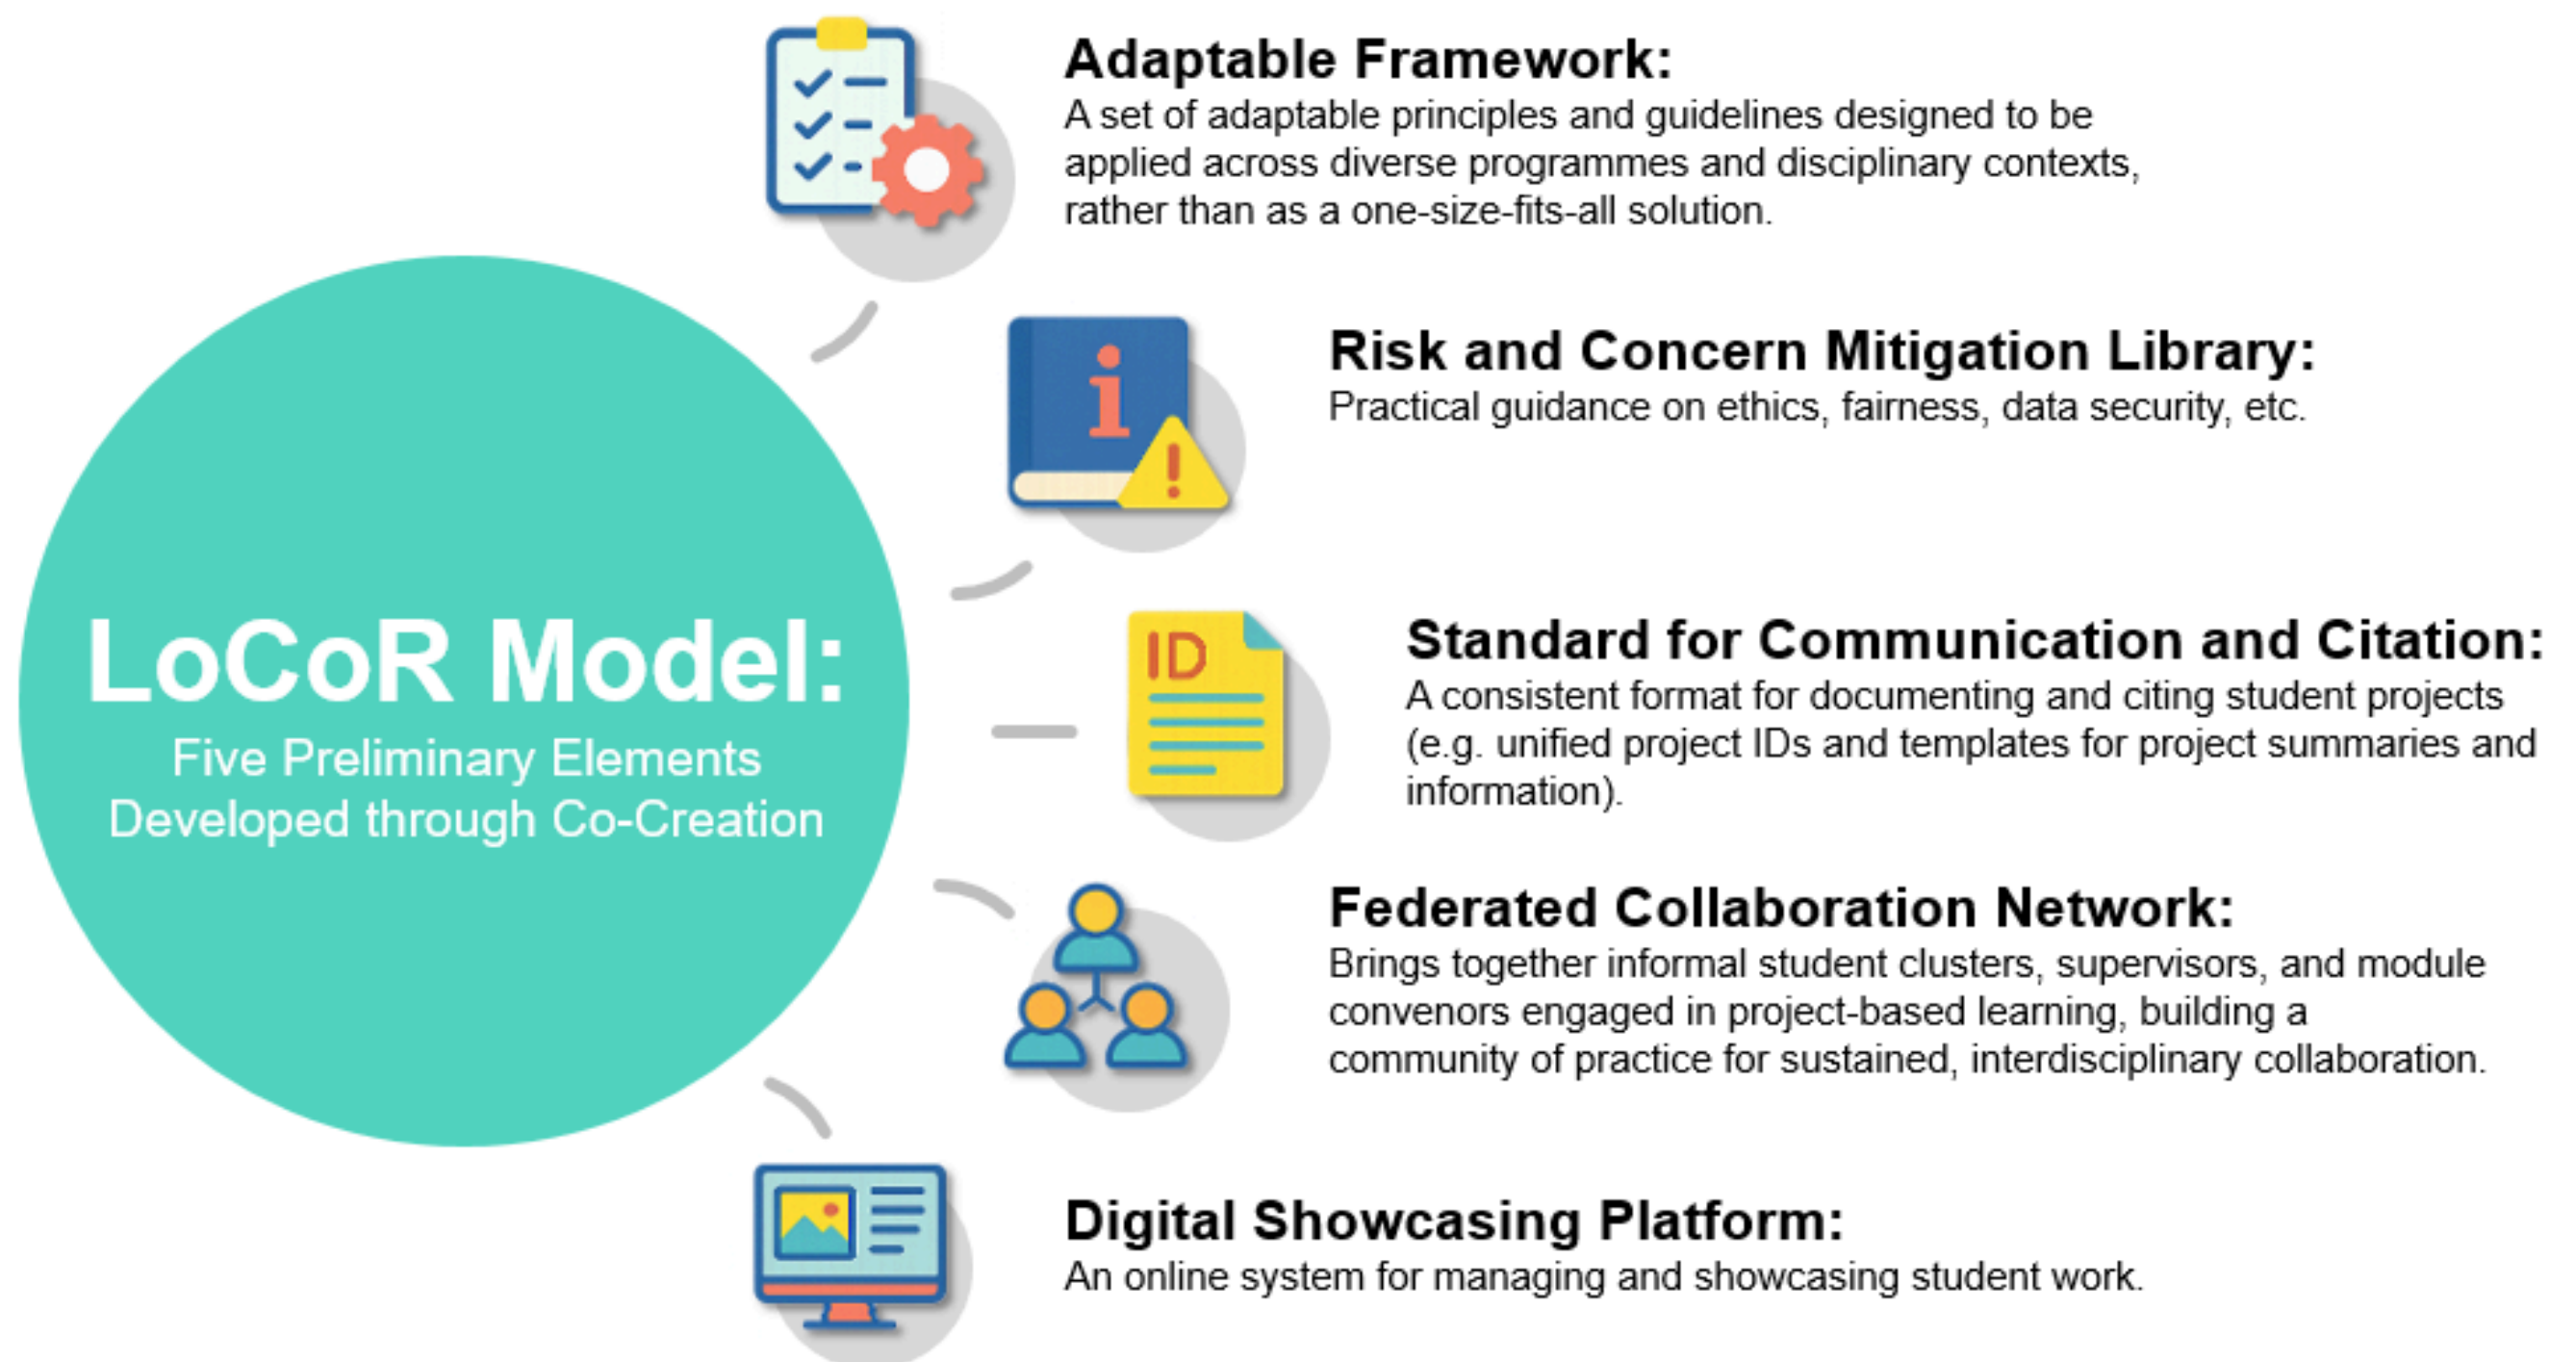 LoCoR Model:
Five Preliminary Elements
Developed through Co-Creation
Adaptable Framework:
A set of adaptable principles and guidelines designed to be
applied across diverse programmes and disciplinary contexts,
rather than as a one-size-fits-all solution.
i
!
Risk and Concern Mitigation Library:
Practical guidance on ethics, fairness, data security, etc.
ID
Standard for Communication and Citation:
A consistent format for documenting and citing student projects
(e.g. unified project IDs and templates for project summaries and
information).
Federated Collaboration Network:
Brings together informal student clusters, supervisors, and module
convenors engaged in project-based learning, building a
community of practice for sustained, interdisciplinary collaboration.
Digital Showcasing Platform:
An online system for managing and showcasing student work.